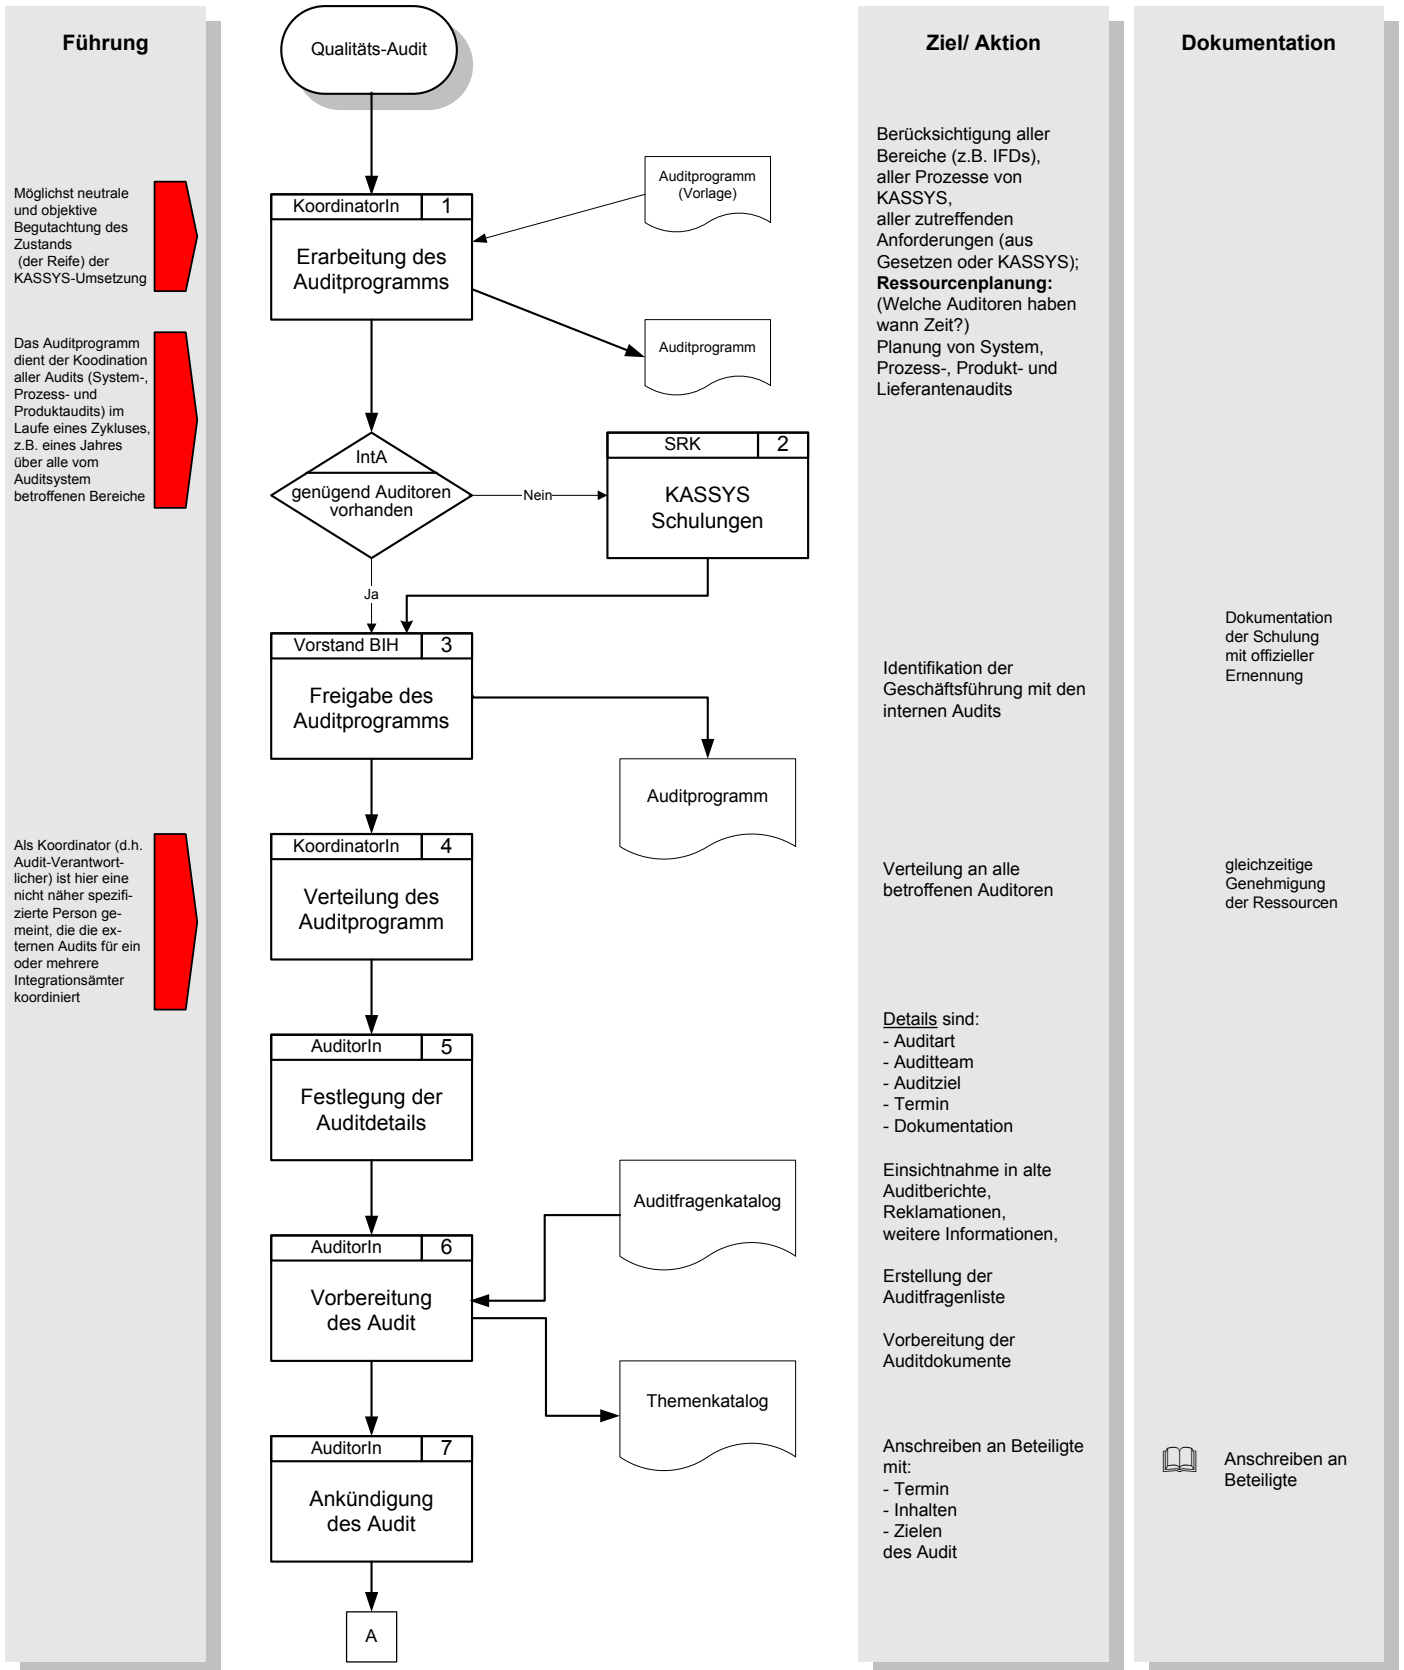 Führung
Möglichst neutrale
und objektive
Begutachtung des
Zustands
(der Reife) der
KASSYS-Umsetzung
Das Auditprogramm
dient der Koodination
aller Audits (System-,
Prozess- und
Produktaudits) im
Laufe eines Zykluses,
z.B. eines Jahres
über alle vom
Auditsystem
betroffenen Bereiche
Als Koordinator (d.h.
Audit-Verantwort-
licher) ist hier eine
nicht näher spezifi-
zierte Person ge-
meint, die die ex-
ternen Audits für ein
oder mehrere
Integrationsämter
koordiniert
Qualitäts-Audit
KoordinatorIn 1
Erarbeitung des
Auditprogramms
Auditprogramm
(Vorlage)
Auditprogramm
IntA
genügend Auditoren
vorhanden
Nein
SRK 2
KASSYS
Schulungen
Ja
Vorstand BIH 3
Freigabe des
Auditprogramms
Auditprogramm
KoordinatorIn 4
Verteilung des
Auditprogramm
AuditorIn 5
Festlegung der
Auditdetails
Auditfragenkatalog
AuditorIn 6
Vorbereitung
des Audit
Themenkatalog
AuditorIn 7
Ankündigung
des Audit
A
Ziel/ Aktion
Berücksichtigung aller
Bereiche (z.B. IFDs),
aller Prozesse von
KASSYS,
aller zutreffenden
Anforderungen (aus
Gesetzen oder KASSYS);
Ressourcenplanung:
(Welche Auditoren haben
wann Zeit?)
Planung von System,
Prozess-, Produkt- und
Lieferantenaudits
Identifikation der
Geschäftsführung mit den
internen Audits
Verteilung an alle
betroffenen Auditoren
Details sind:
- Auditart
- Auditteam
- Auditziel
- Termin
- Dokumentation
Einsichtnahme in alte
Auditberichte,
Reklamationen,
weitere Informationen,
Erstellung der
Auditfragenliste
Vorbereitung der
Auditdokumente
Anschreiben an Beteiligte
mit:
- Termin
- Inhalten
- Zielen
des Audit
Dokumentation
Dokumentation
der Schulung
mit offizieller
Ernennung
gleichzeitige
Genehmigung
der Ressourcen
Anschreiben an
Beteiligte